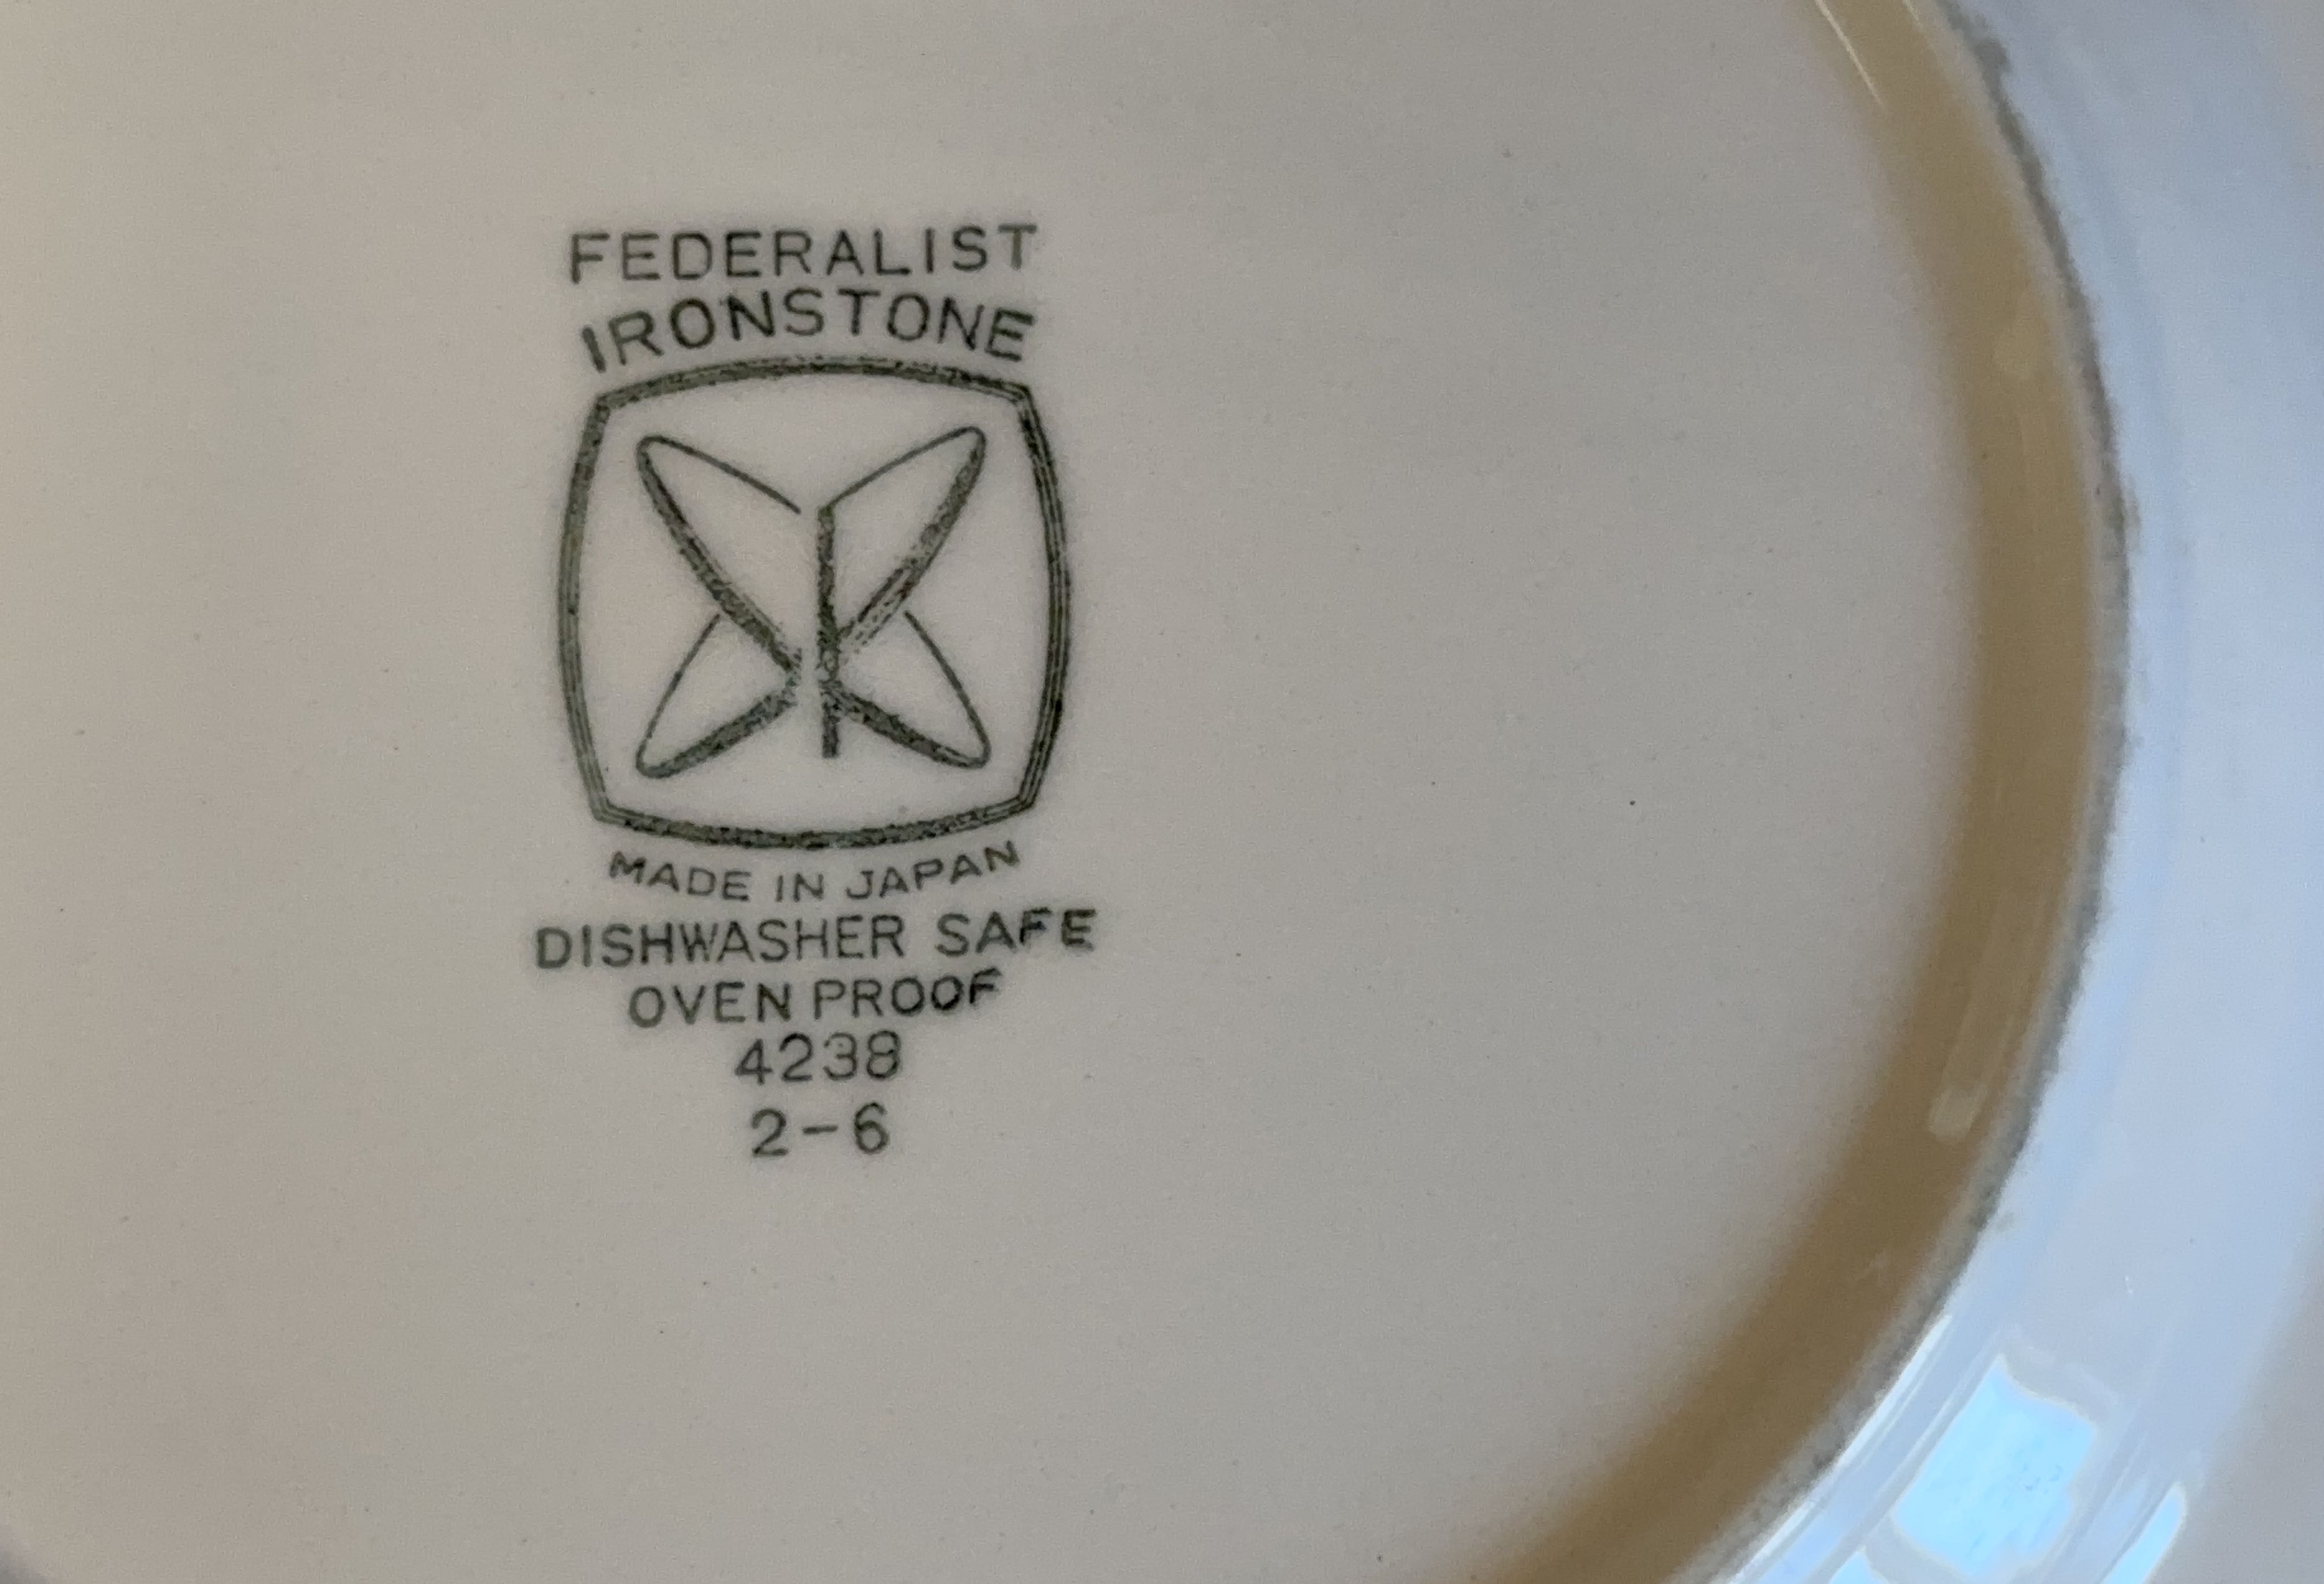 FEDERALIST
IRONSTONE
MADE IN JAPAN
DISHWASHER SAFE
OVEN PROOF
4238
2-6